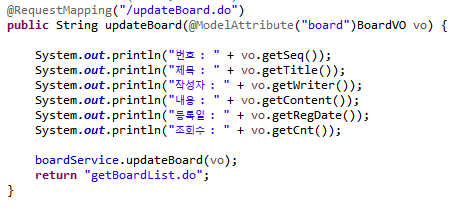 @RequestMapping("/updateBoard.do")
public String updateBoard(@ModelAttribute("board")BoardVO vo) {
System.out.println("번호 : " + vo.getSeq());
System.out.println("제목 : " + vo.getTitle());
System.out.println("작성자 : " + vo.getWriter());
System.out.println("내용 : " + vo.getContent());
System.out.println("등록일 : " + vo.getRegDate());
System.out.println("조회수 : " + vo.getCnt());
boardService.updateBoard(vo);
return "getBoardList.do";
}